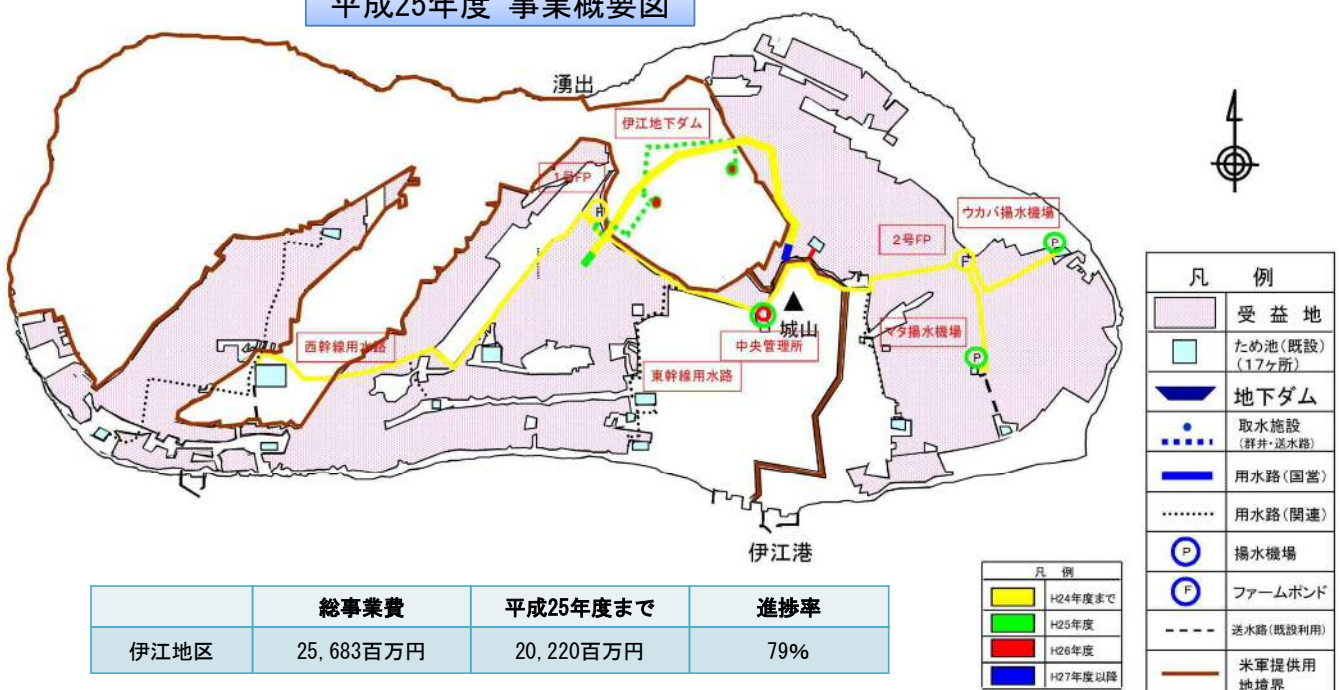 平成25年度 事業概要図
湧出
伊江地下ダム
1号FP
F
ウカバ揚水機場
P
2号FP
F
西幹線用水路
城山
中央管理所
マタ揚水機場
P
東幹線用水路
伊江港
凡 例
受 益 地
ため池(既設)
(17ヶ所)
地下ダム
取水施設
(群井・送水路)
用水路(国営)
用水路(関連)
P 揚水機場
F ファームポンド
送水路(既設利用)
米軍提供用
地境界
凡 例
H24年度まで
H25年度
H26年度
H27年度以降
総事業費 平成25年度まで 進捗率
伊江地区 25,683百万円 20,220百万円 79%